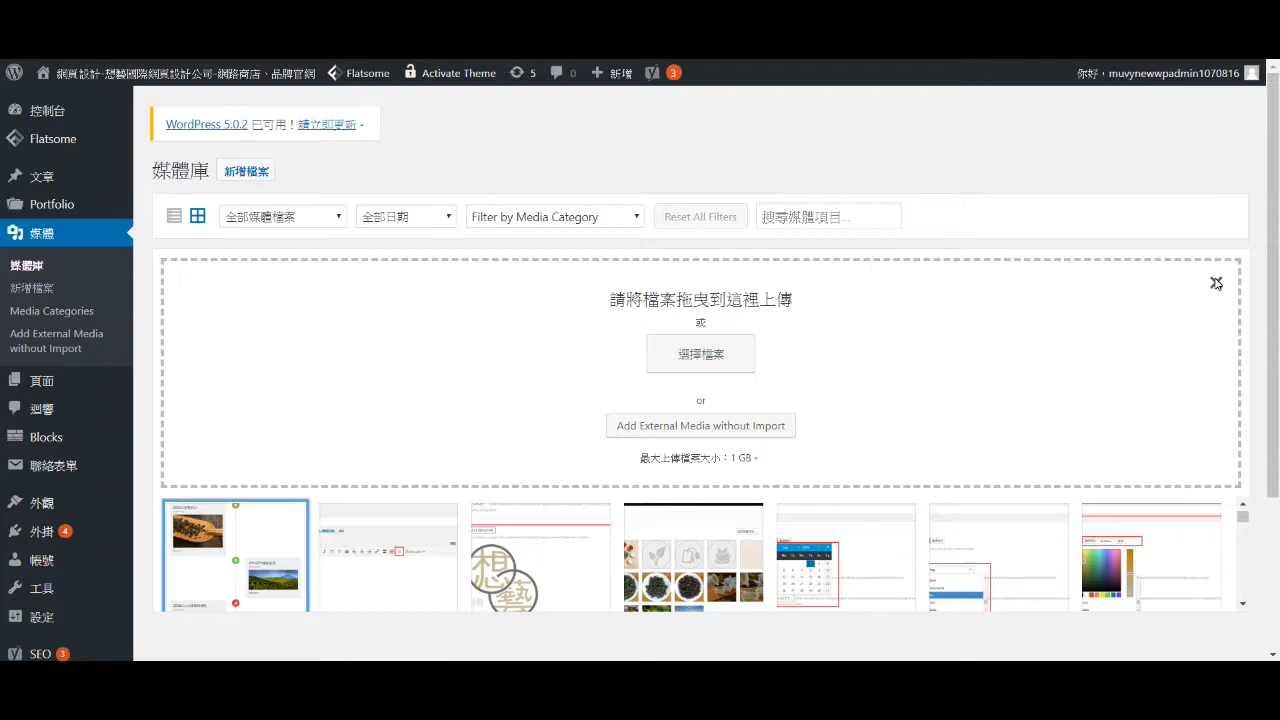 網頁設計-想藝國際網頁設計公司-網路商店、品牌官網 Flatsome Activate Theme 5 0 新增 3 你好，muvynewwpadmin1070816
控制台
Flatsome
文章
Portfolio
媒體
媒體庫
新增檔案
Media Categories
Add External Media
without Import
頁面
迴響
Blocks
聯絡表單
外觀
外掛 4
帳號
工具
設定
SEO 3
WordPress 5.0.2 已可用！請立即更新。
媒體庫 新增檔案
全部媒體檔案 全部日期 Filter by Media Category Reset All Filters 搜尋媒體項目...
請將檔案拖曳到這裡上傳
或
選擇檔案
or
Add External Media without Import
最大上傳檔案大小：1 GB。
想
藝